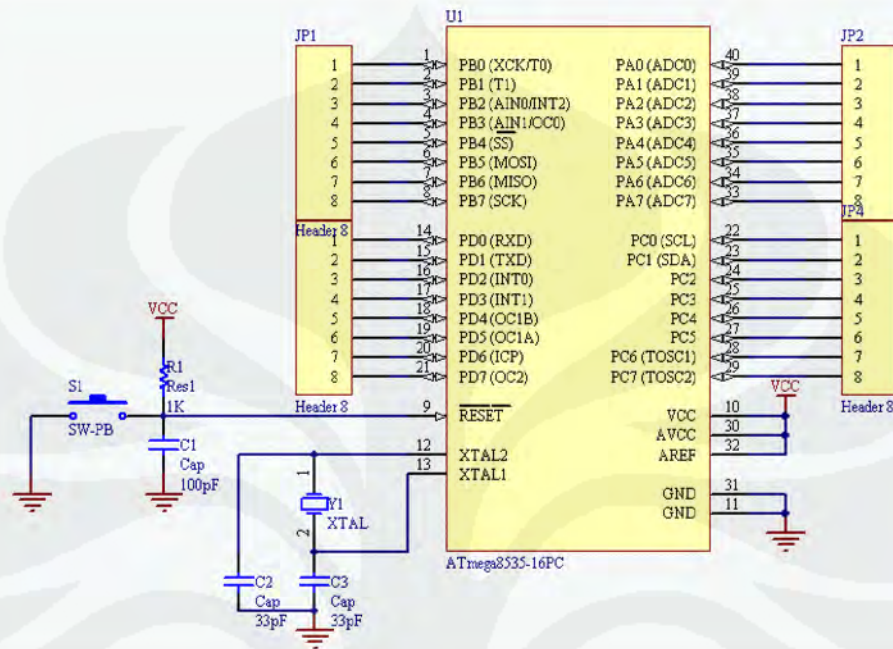 U1
JP1
JP2
1
2
3
4
5
6
7
8
1
2
3
4
5
6
7
8
PB0 (XCK/T0)
PB1 (T1)
PB2 (AIN0/INT2)
PB3 (AIN1/OC0)
PB4 (SS)
PB5 (MOSI)
PB6 (MISO)
PB7 (SCK)
PA0 (ADC0)
PA1 (ADC1)
PA2 (ADC2)
PA3 (ADC3)
PA4 (ADC4)
PA5 (ADC5)
PA6 (ADC6)
PA7 (ADC7)
40
39
38
37
36
35
34
33
1
2
3
4
5
6
7
8
Header 8
JP4
1
2
3
4
5
6
7
8
14
15
16
17
18
19
20
21
PD0 (RXD)
PD1 (TXD)
PD2 (INT0)
PD3 (INT1)
PD4 (OC1B)
PD5 (OC1A)
PD6 (ICP)
PD7 (OC2)
PC0 (SCL)
PC1 (SDA)
PC2
PC3
PC4
PC5
PC6 (TOSC1)
PC7 (TOSC2)
22
23
24
25
26
27
28
29
1
2
3
4
5
6
7
8
Header 8
Header 8
VCC
R1
Res1
1K
S1
SW-PB
C1
Cap
100pF
9
RESET
12
XTAL2
13
XTAL1
VCC
AVCC
AREF
10
30
32
VCC
GND
GND
31
11
1
Y1
XTAL
2
C2
Cap
33pF
C3
Cap
33pF
ATmega8535-16PC